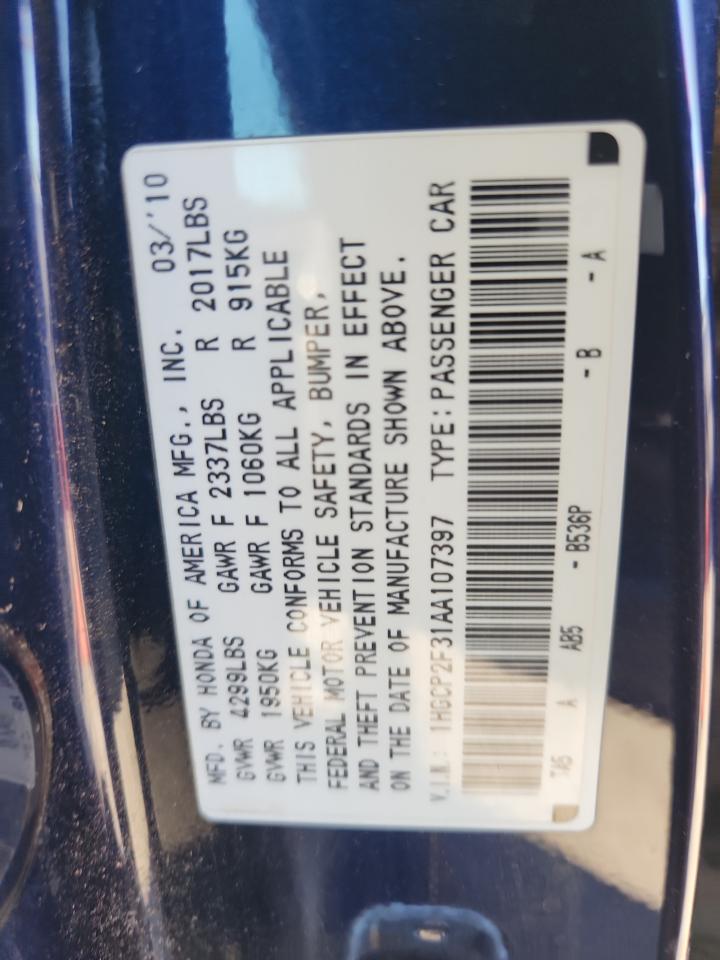 MFD. BY HONDA OF AMERICA MFG., INC. 03/'10
GVWR 4299LBS GAWR F 2337LBS R 2017LBS
GVWR 1950KG GAWR F 1060KG R 915KG
THIS VEHICLE CONFORMS TO ALL APPLICABLE
FEDERAL MOTOR VEHICLE SAFETY, BUMPER,
AND THEFT PREVENTION STANDARDS IN EFFECT
ON THE DATE OF MANUFACTURE SHOWN ABOVE.
V.I.N.: 1HGCP2F31AA107397 TYPE: PASSENGER CAR
TA5 A AB5 - B536P - B - A